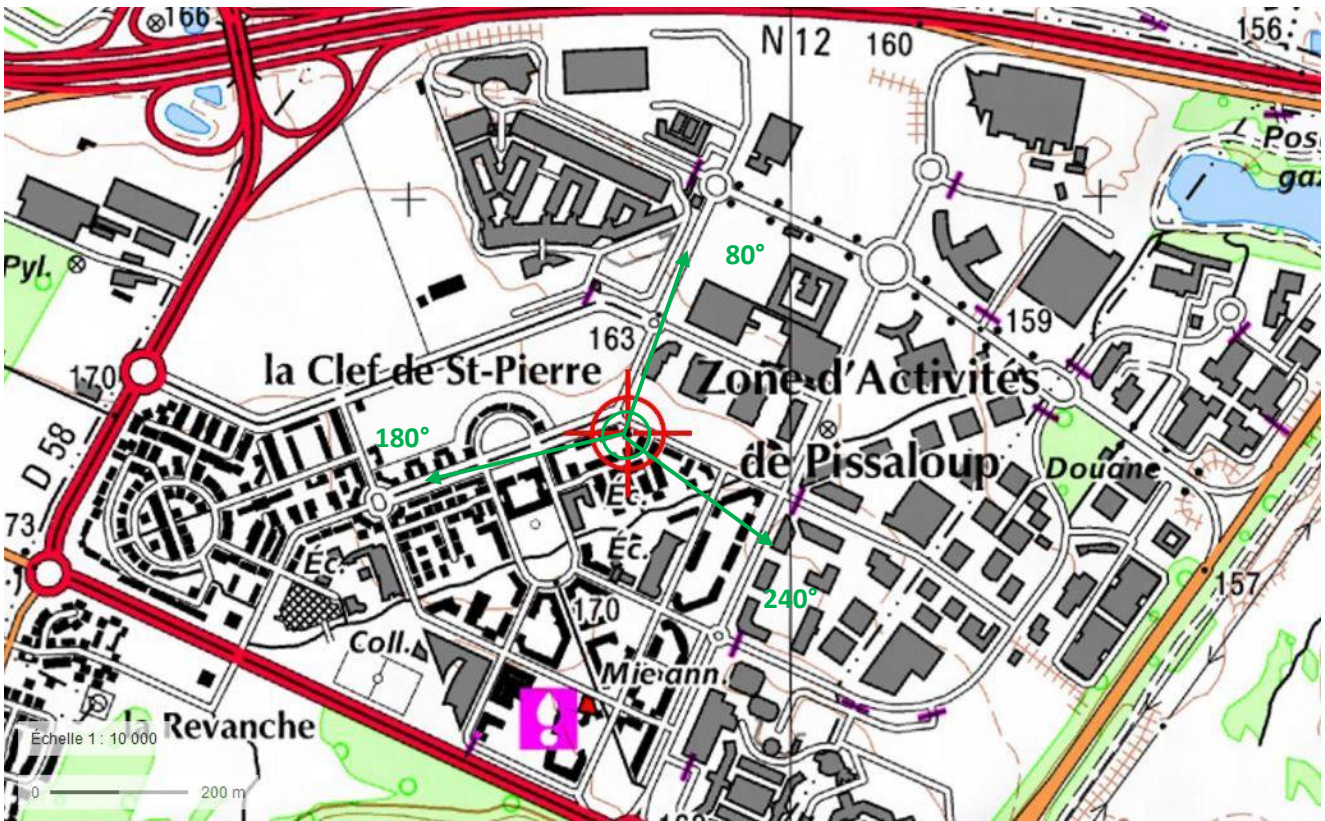 166
N 12
160
156
Pyl.
80°
163
159
la Clef de St-Pierre
Zone d'Activités
170
180°
de Pissaloup
Douane
D 58
Éc.
73
Éc.
Éc.
240°
157
170
Coll.
Mie ann.
la Revanche
Échelle 1 : 10 000
0
200 m